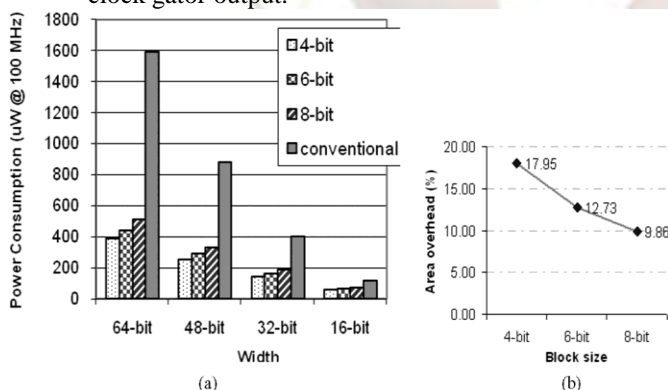 clock gator output.
Power Consumption (uW @ 100 MHz)
1800
1600
1400
1200
1000
800
600
400
200
0
4-bit
6-bit
8-bit
conventional
64-bit
48-bit
32-bit
16-bit
Width
(a)
Area overhead (%)
20.00
15.00
10.00
5.00
0.00
17.95
12.73
9.86
4-bit
6-bit
8-bit
Block size
(b)